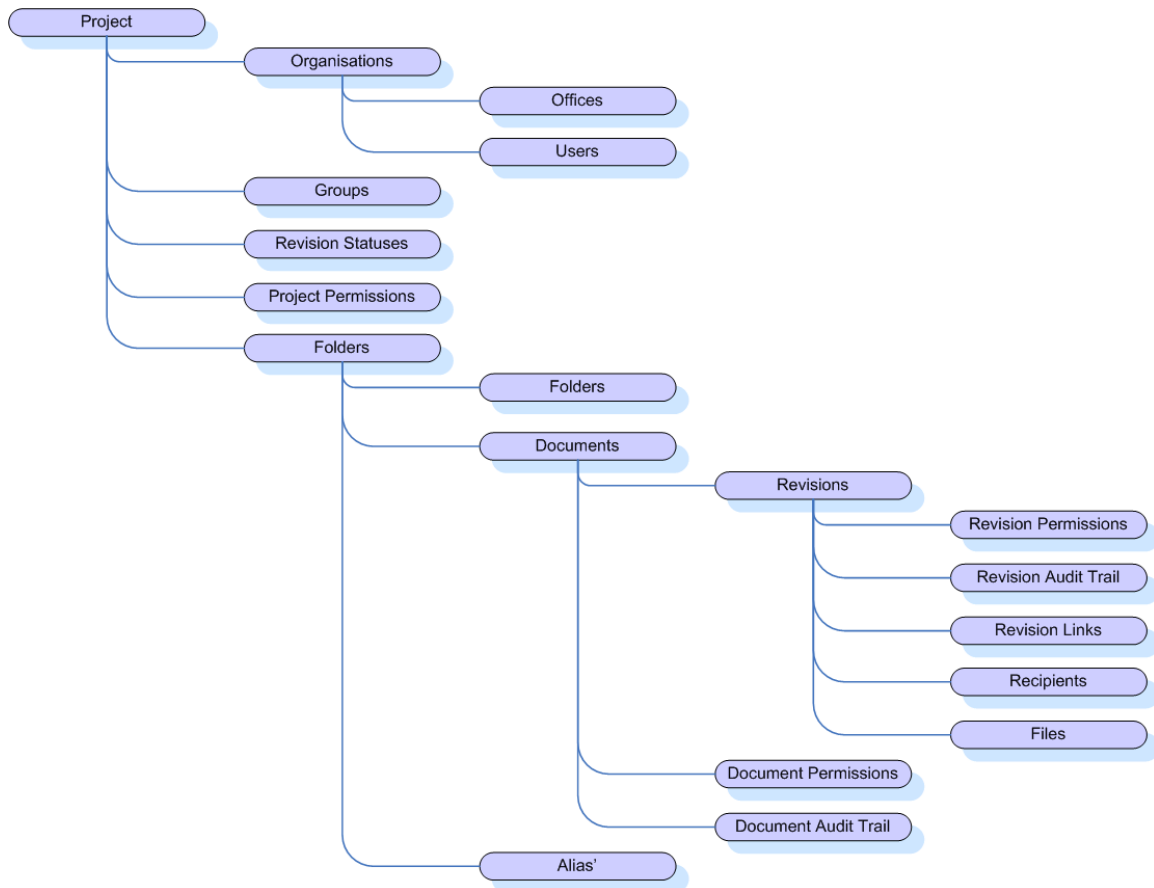 Project
Organisations
Offices
Users
Groups
Revision Statuses
Project Permissions
Folders
Folders
Documents
Revisions
Revision Permissions
Revision Audit Trail
Revision Links
Recipients
Files
Document Permissions
Document Audit Trail
Alias’